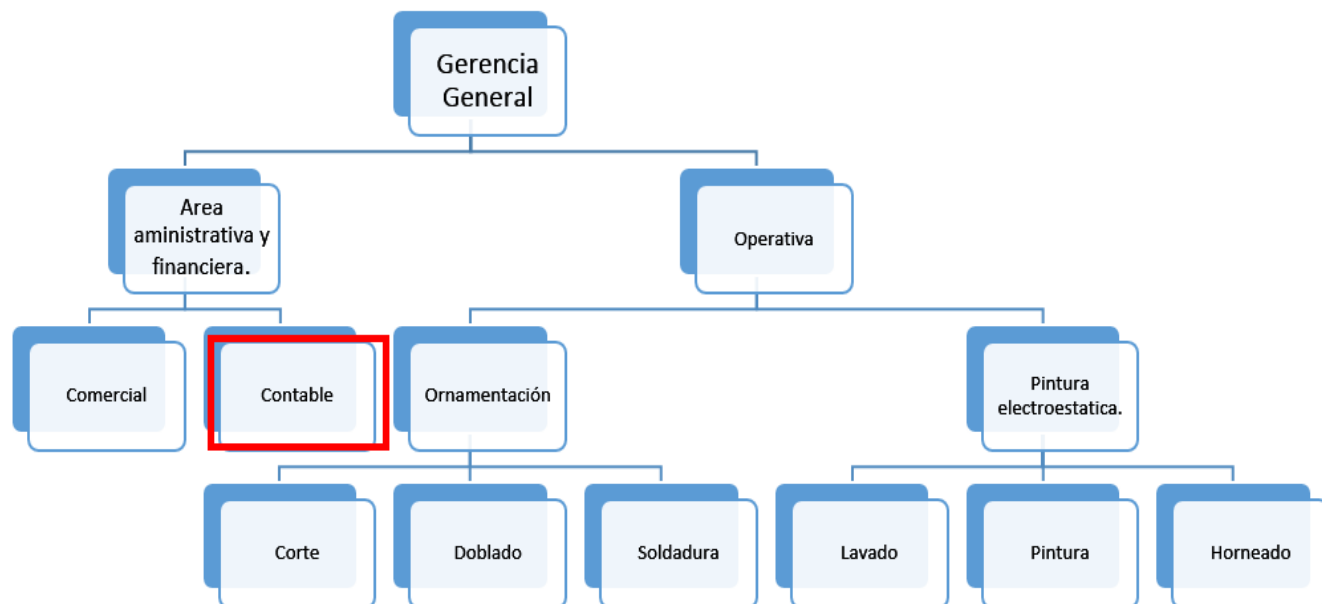 Gerencia
General
Area
aministrativa y
financiera.
Operativa
Comercial
Contable
Ornamentación
Pintura
electroestatica.
Corte
Doblado
Soldadura
Lavado
Pintura
Horneado